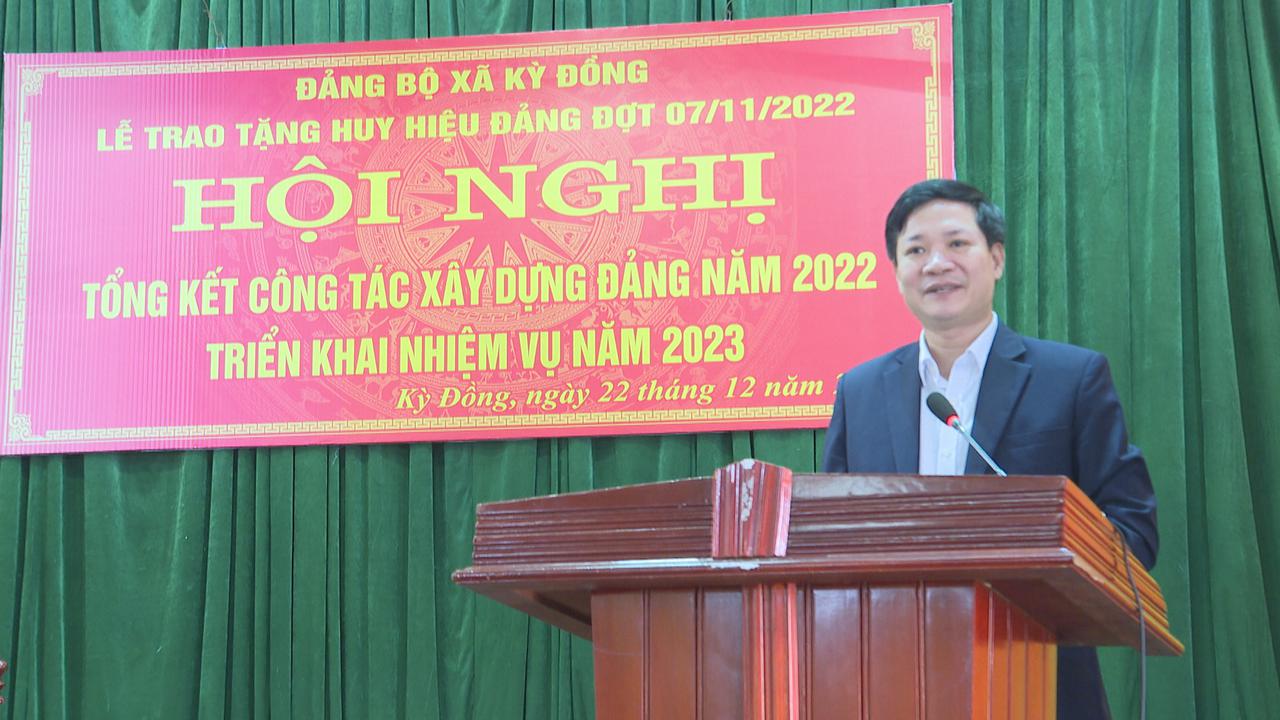 ĐẢNG BỘ XÃ KỲ ĐỒNG
LỄ TRAO TẶNG HUY HIỆU ĐẢNG ĐỢT 07/11/2022
HỘI NGHỊ
TỔNG KẾT CÔNG TÁC XÂY DỰNG ĐẢNG NĂM 2022
TRIỂN KHAI NHIỆM VỤ NĂM 2023
Kỳ Đồng, ngày 22 tháng 12 năm